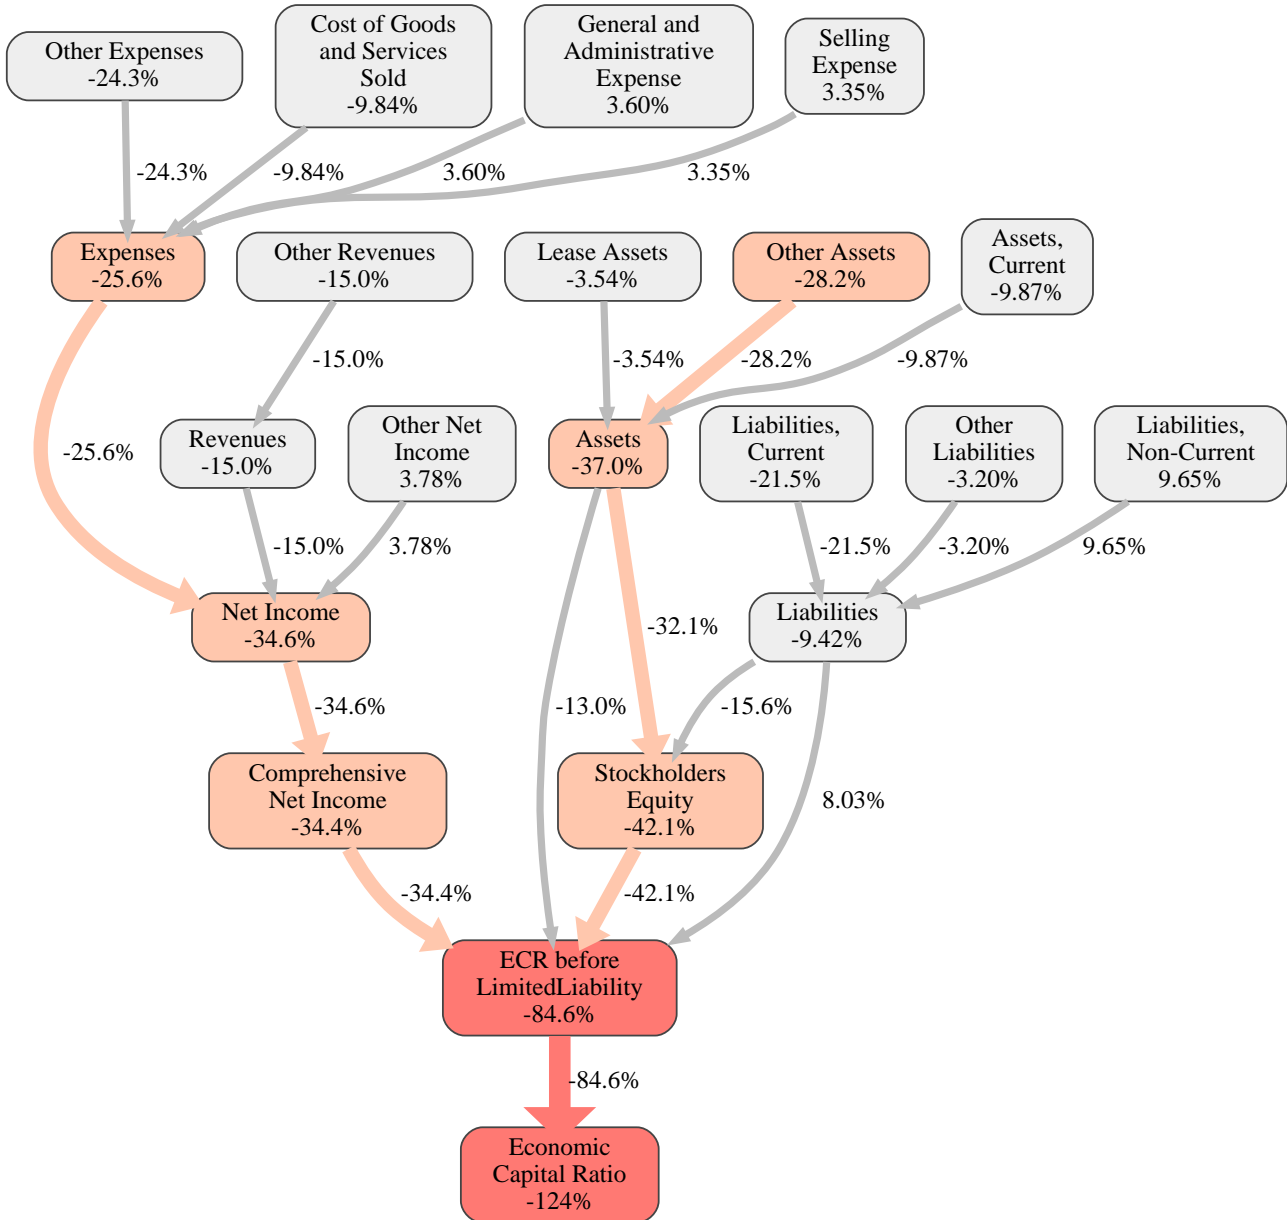 Other Expenses
-24.3%
Cost of Goods
and Services
Sold
-9.84%
General and
Administrative
Expense
3.60%
Selling
Expense
3.35%
-24.3%
-9.84%
3.60%
3.35%
Expenses
-25.6%
Other Revenues
-15.0%
Lease Assets
-3.54%
Other Assets
-28.2%
Assets,
Current
-9.87%
-15.0%
-3.54%
-28.2%
-9.87%
-25.6%
Revenues
-15.0%
Other Net
Income
3.78%
Assets
-37.0%
Liabilities,
Current
-21.5%
Other
Liabilities
-3.20%
Liabilities,
Non-Current
9.65%
-15.0%
3.78%
-21.5%
-3.20%
9.65%
Net Income
-34.6%
-32.1%
Liabilities
-9.42%
-34.6%
-13.0%
-15.6%
Comprehensive
Net Income
-34.4%
Stockholders
Equity
-42.1%
8.03%
-34.4%
-42.1%
ECR before
LimitedLiability
-84.6%
-84.6%
Economic
Capital Ratio
-124%